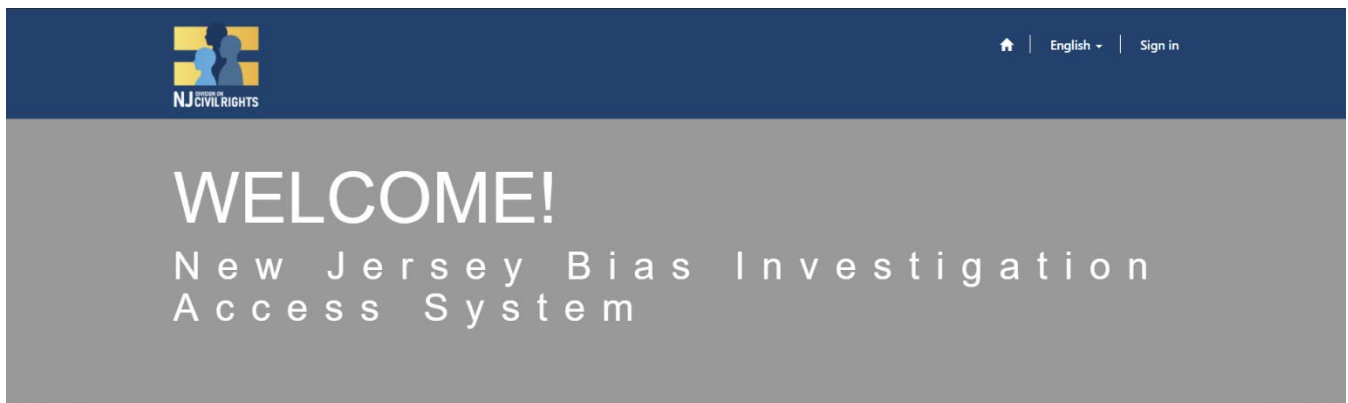 DIVISION ON
NJ CIVIL RIGHTS
English
Sign in
WELCOME!
New Jersey Bias Investigation
Access System